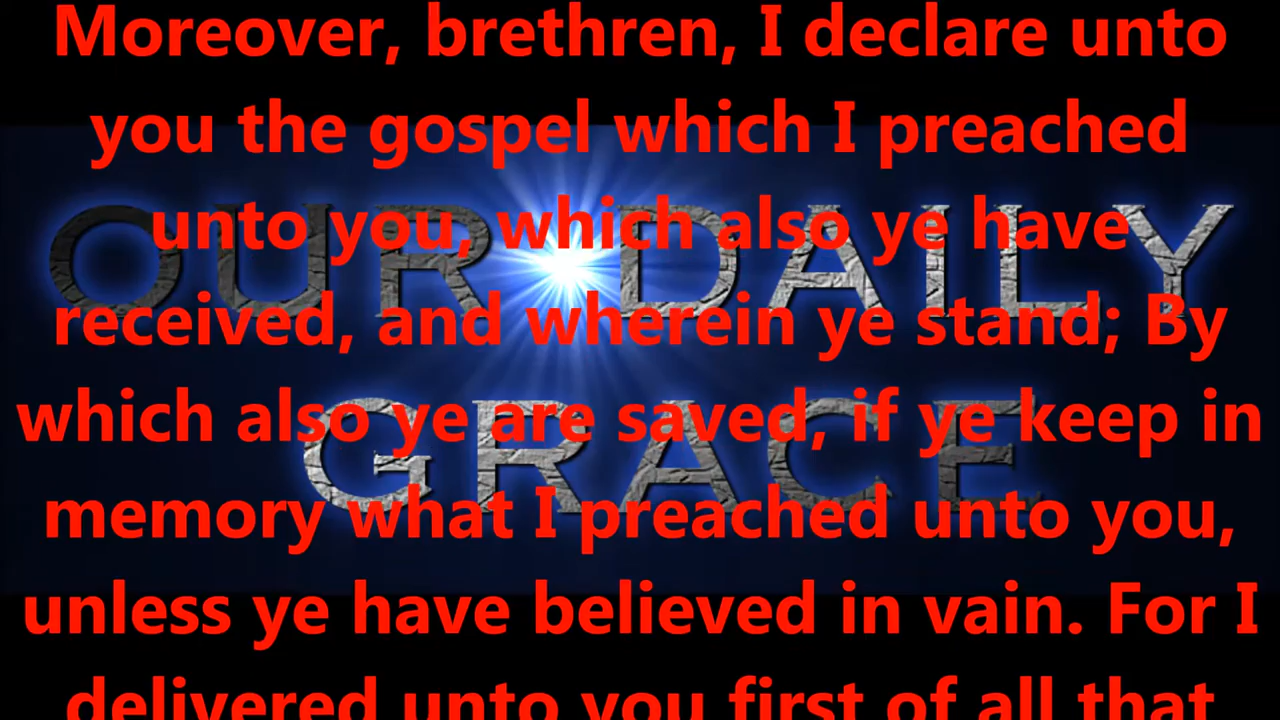 Moreover, brethren, I declare unto
you the gospel which I preached
unto you, which also ye have
received, and wherein ye stand; By
which also ye are saved, if ye keep in
memory what I preached unto you,
unless ye have believed in vain. For I
delivered unto you first of all that
OUR DAILY
GRACE